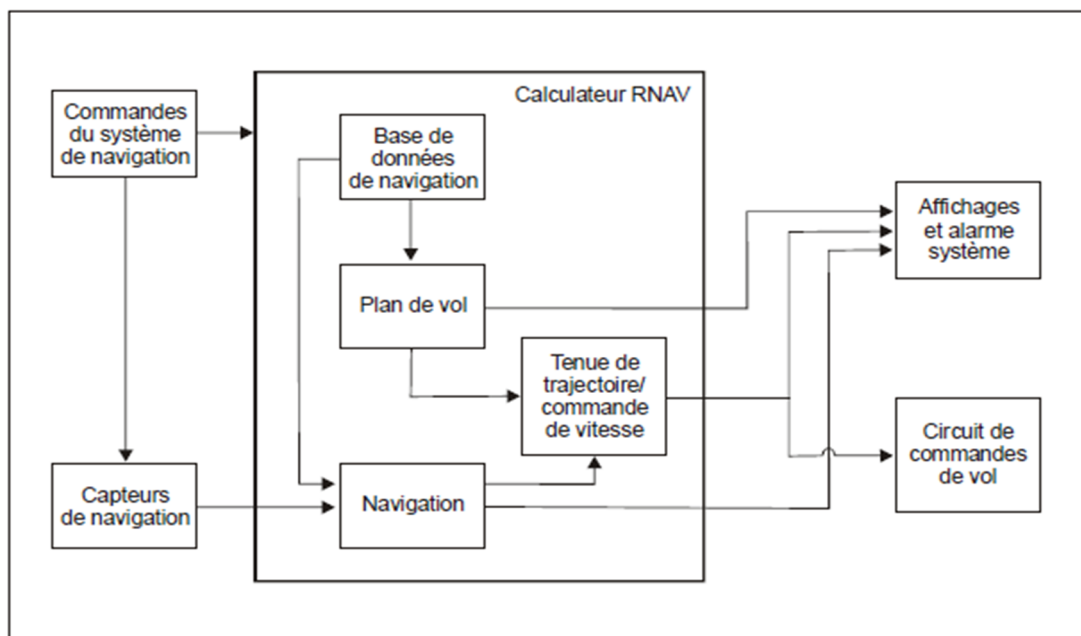 Calculateur RNAV
Commandes
du système
de navigation
Base de
données
de navigation
Affichages
et alarme
système
Plan de vol
Tenue de
trajectoire/
commande
de vitesse
Circuit de
commandes
de vol
Capteurs
de navigation
Navigation